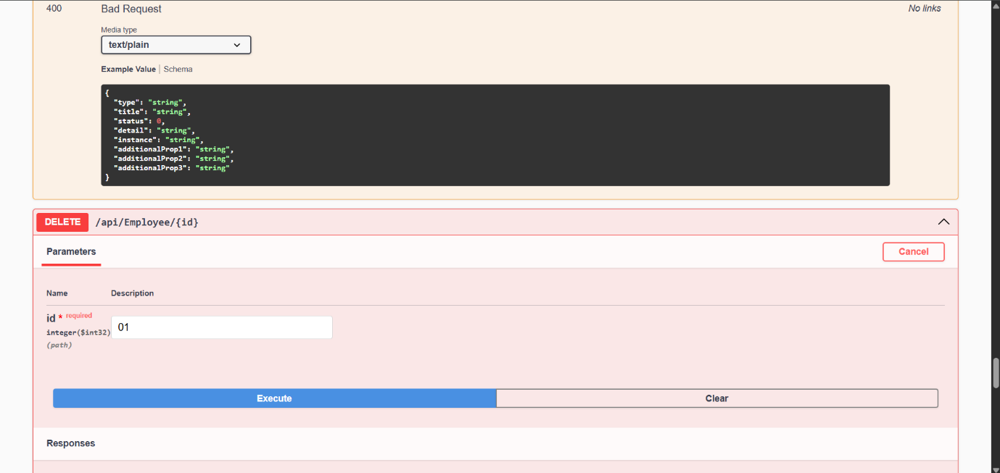 400 Bad Request No links
Media type
text/plain
Example Value Schema
{
  "type": "string",
  "title": "string",
  "status": 0,
  "detail": "string",
  "instance": "string",
  "additionalProp1": "string",
  "additionalProp2": "string",
  "additionalProp3": "string"
}
DELETE /api/Employee/{id}
Parameters Cancel
Name Description
id * required
01
integer($int32)
(path)
Execute Clear
Responses